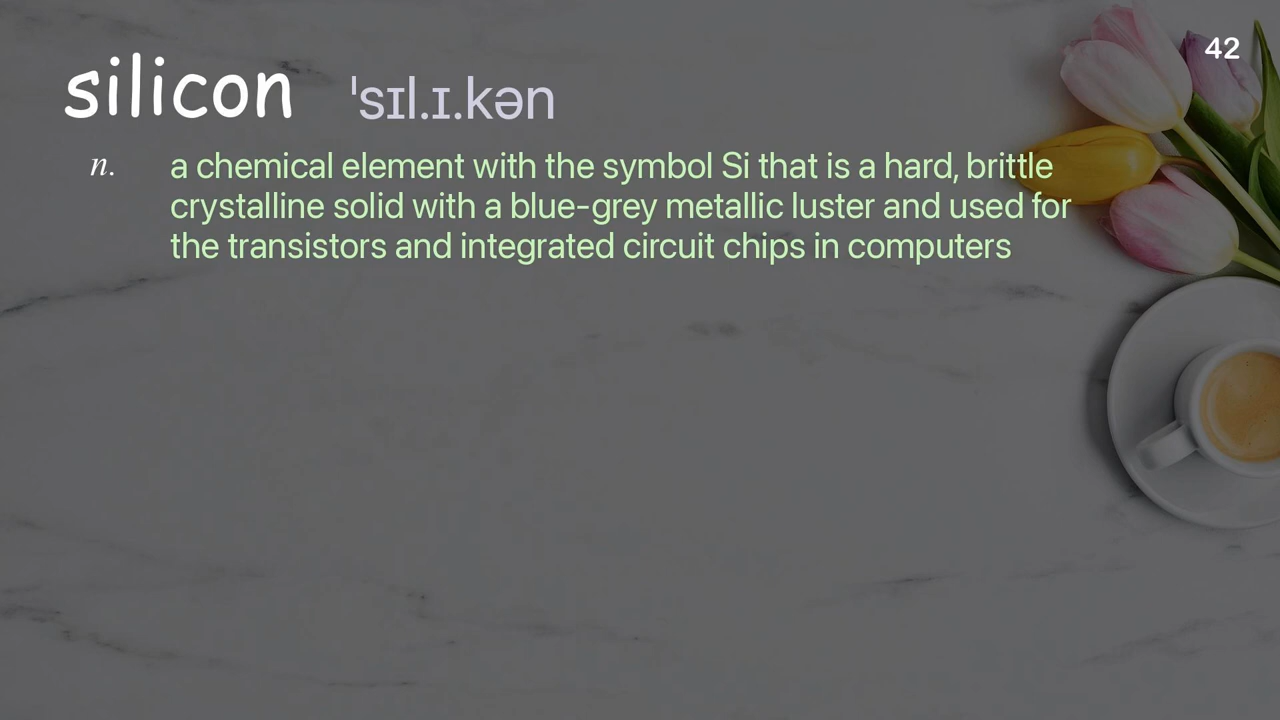 42
silicon ˈsɪl.ɪ.kən
n. a chemical element with the symbol Si that is a hard, brittle
crystalline solid with a blue-grey metallic luster and used for
the transistors and integrated circuit chips in computers